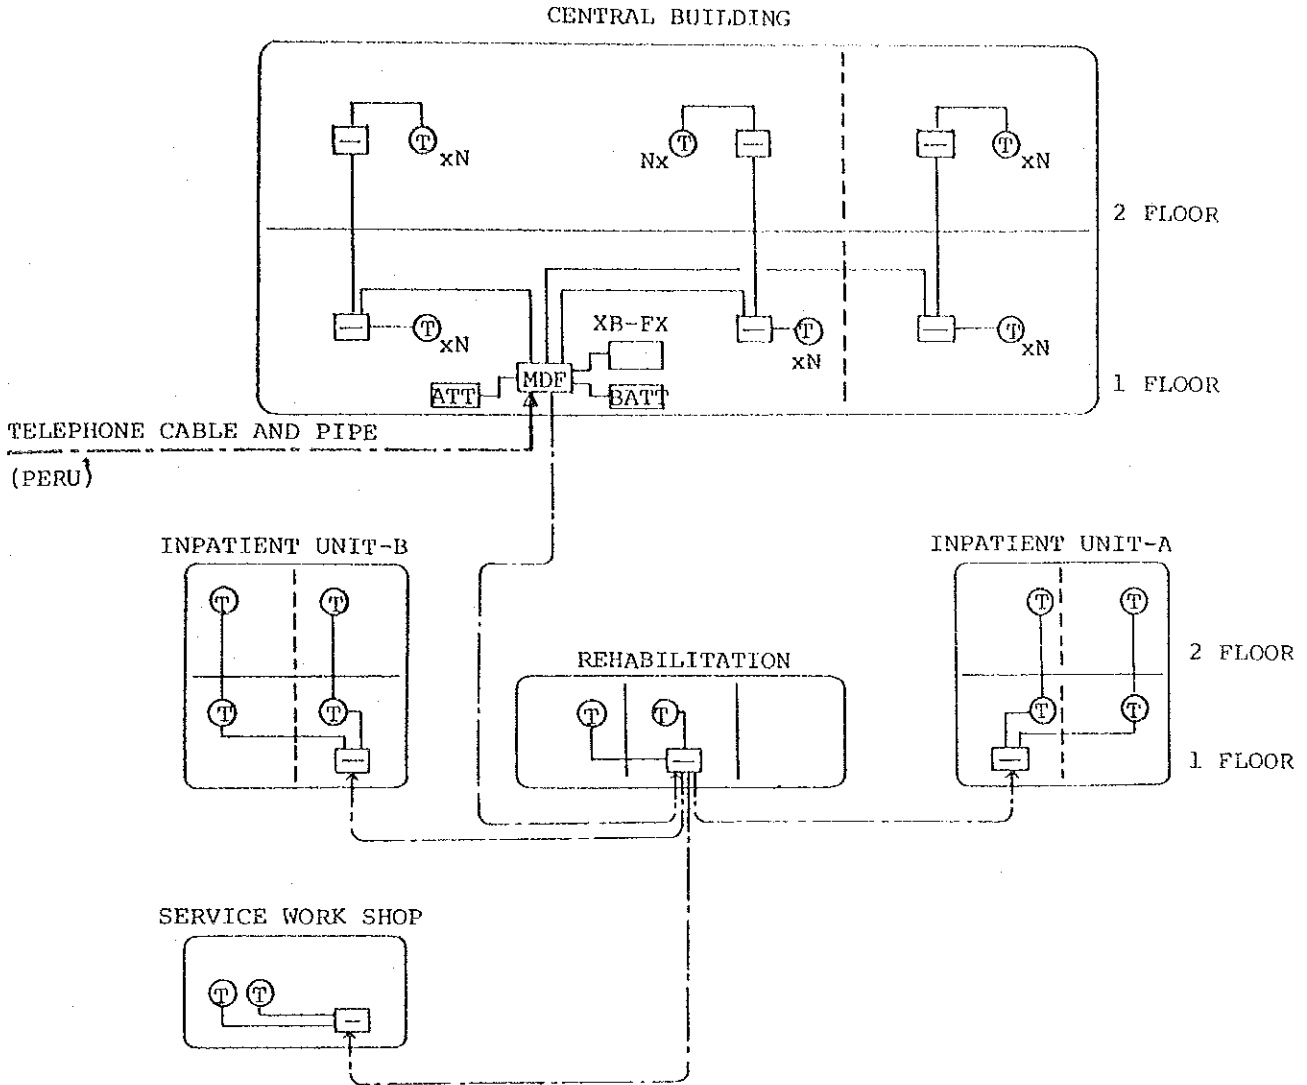 CENTRAL BUILDING
T
xN
Nx
T
T
xN
2 FLOOR
T
xN
XB-FX
T
xN
T
xN
MDF
ATT
BATT
1 FLOOR
TELEPHONE CABLE AND PIPE
(PERU)
INPATIENT UNIT-B
INPATIENT UNIT-A
T
T
T
T
2 FLOOR
REHABILITATION
T
T
T
T
T
T
1 FLOOR
SERVICE WORK SHOP
T
T